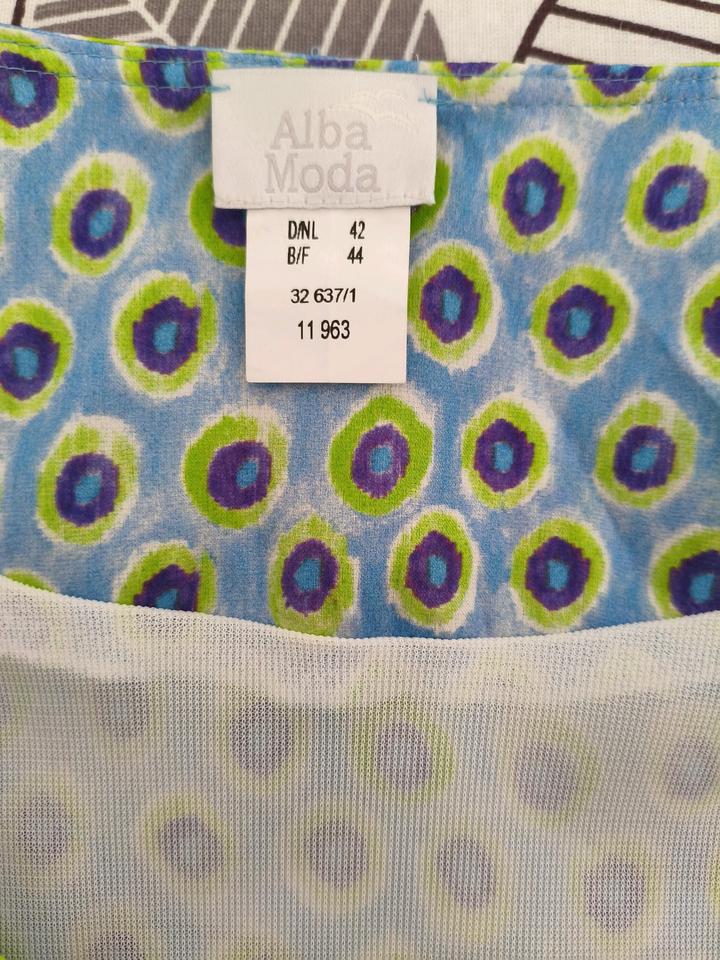 Alba
Moda
D/NL 42
B/F 44
32 637/1
11 963